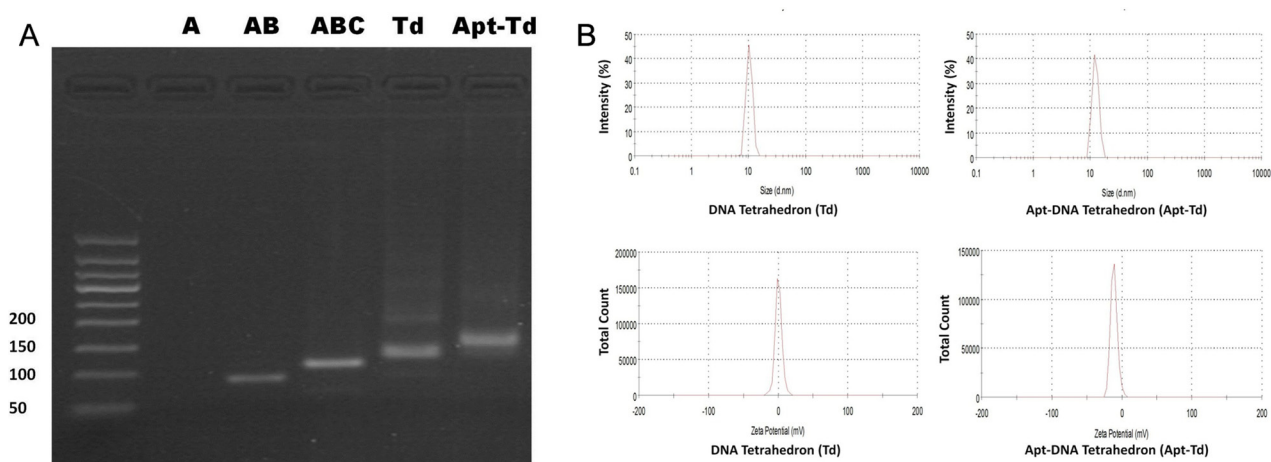 A
A AB ABC Td Apt-Td
200
150
100
50
B
Intensity (%)
50
40
30
20
10
0
0.1 1 10 100 1000 10000
Size (d.nm)
DNA Tetrahedron (Td)
Intensity (%)
50
40
30
20
10
0
0.1 1 10 100 1000 10000
Size (d.nm)
Apt-DNA Tetrahedron (Apt-Td)
Total Count
200000
150000
100000
50000
0
-200 -100 0 100 200
Zeta Potential (mV)
DNA Tetrahedron (Td)
Total Count
150000
100000
50000
0
-200 -100 0 100 200
Zeta Potential (mV)
Apt-DNA Tetrahedron (Apt-Td)